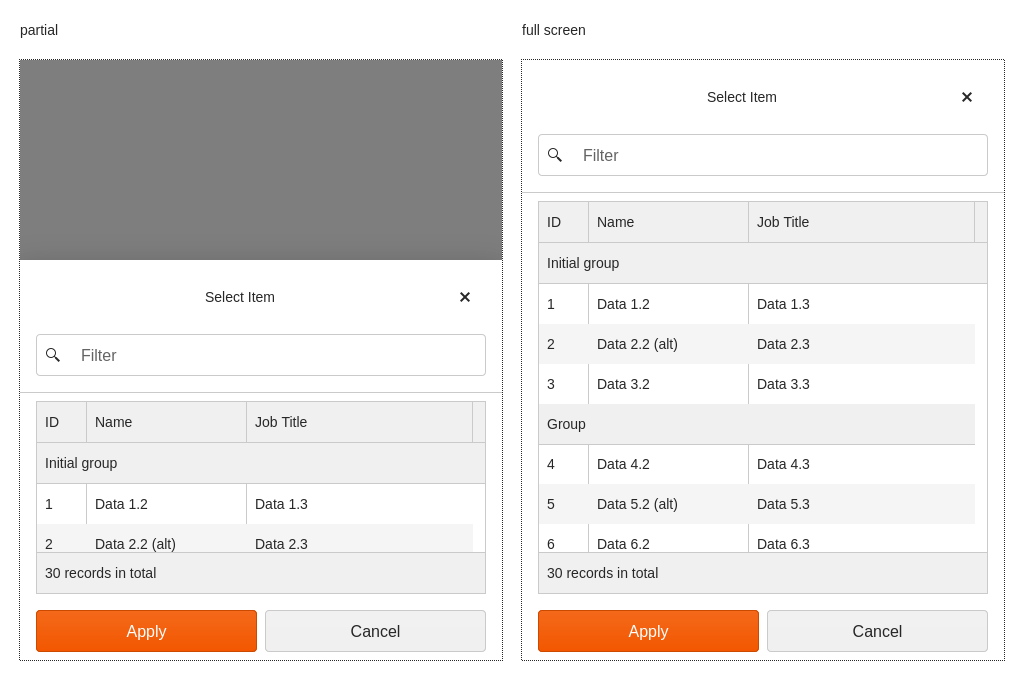 partial
Select Item
Filter
ID Name Job Title
Initial group
1 Data 1.2 Data 1.3
2 Data 2.2 (alt) Data 2.3
30 records in total
Apply Cancel
full screen
Select Item
Filter
ID Name Job Title
Initial group
1 Data 1.2 Data 1.3
2 Data 2.2 (alt) Data 2.3
3 Data 3.2 Data 3.3
Group
4 Data 4.2 Data 4.3
5 Data 5.2 (alt) Data 5.3
6 Data 6.2 Data 6.3
30 records in total
Apply Cancel